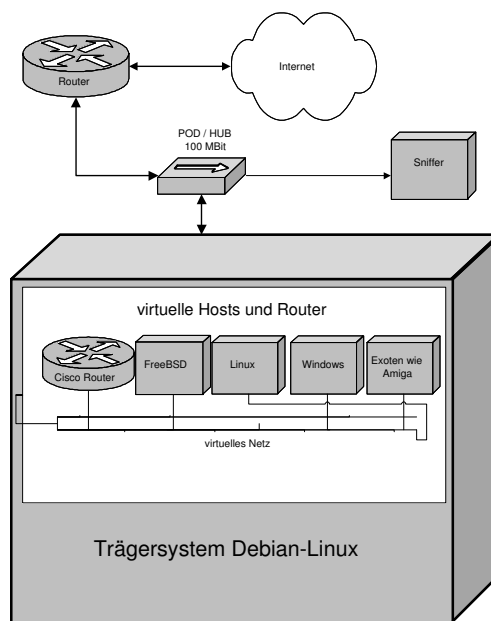 Router
Internet
POD / HUB
100 MBit
Sniffer
virtuelle Hosts und Router
Cisco Router
FreeBSD
Linux
Windows
Exoten wie
Amiga
virtuelles Netz
Trägersystem Debian-Linux